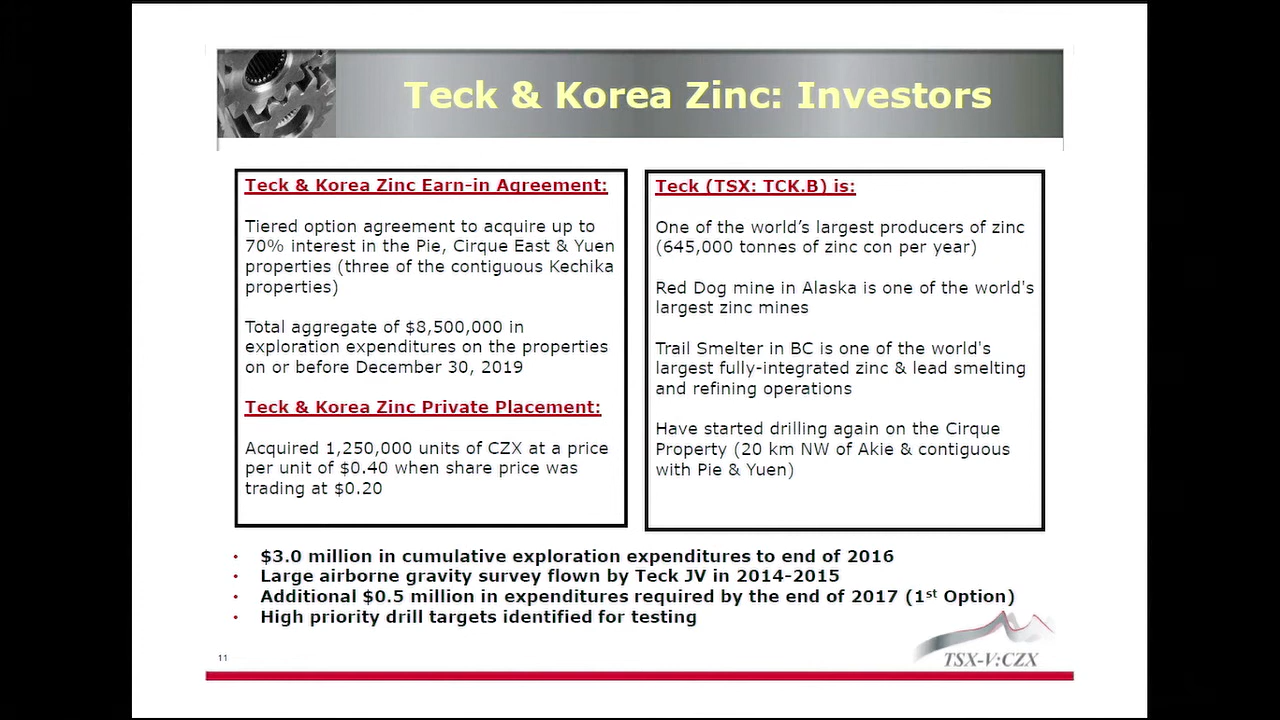 Teck & Korea Zinc: Investors
Teck & Korea Zinc Earn-in Agreement:
Tiered option agreement to acquire up to
70% interest in the Pie, Cirque East & Yuen
properties (three of the contiguous Kechika
properties)
Total aggregate of $8,500,000 in
exploration expenditures on the properties
on or before December 30, 2019
Teck & Korea Zinc Private Placement:
Acquired 1,250,000 units of CZX at a price
per unit of $0.40 when share price was
trading at $0.20
Teck (TSX: TCK.B) is:
One of the world’s largest producers of zinc
(645,000 tonnes of zinc con per year)
Red Dog mine in Alaska is one of the world's
largest zinc mines
Trail Smelter in BC is one of the world's
largest fully-integrated zinc & lead smelting
and refining operations
Have started drilling again on the Cirque
Property (20 km NW of Akie & contiguous
with Pie & Yuen)
• $3.0 million in cumulative exploration expenditures to end of 2016
• Large airborne gravity survey flown by Teck JV in 2014-2015
• Additional $0.5 million in expenditures required by the end of 2017 (1st Option)
• High priority drill targets identified for testing
11
TSX-V:CZX